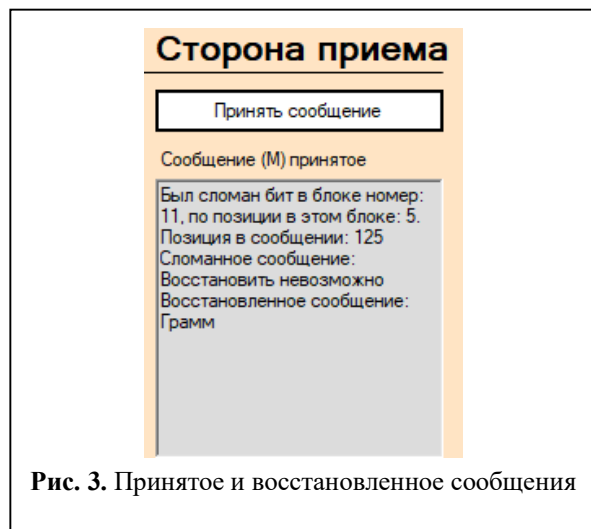 Сторона приема
Принять сообщение
Сообщение (M) принятое
Был сломан бит в блоке номер:
11, по позиции в этом блоке: 5.
Позиция в сообщении: 125
Сломанное сообщение:
Восстановить невозможно
Восстановленное сообщение:
Грамм
Рис. 3. Принятое и восстановленное сообщения